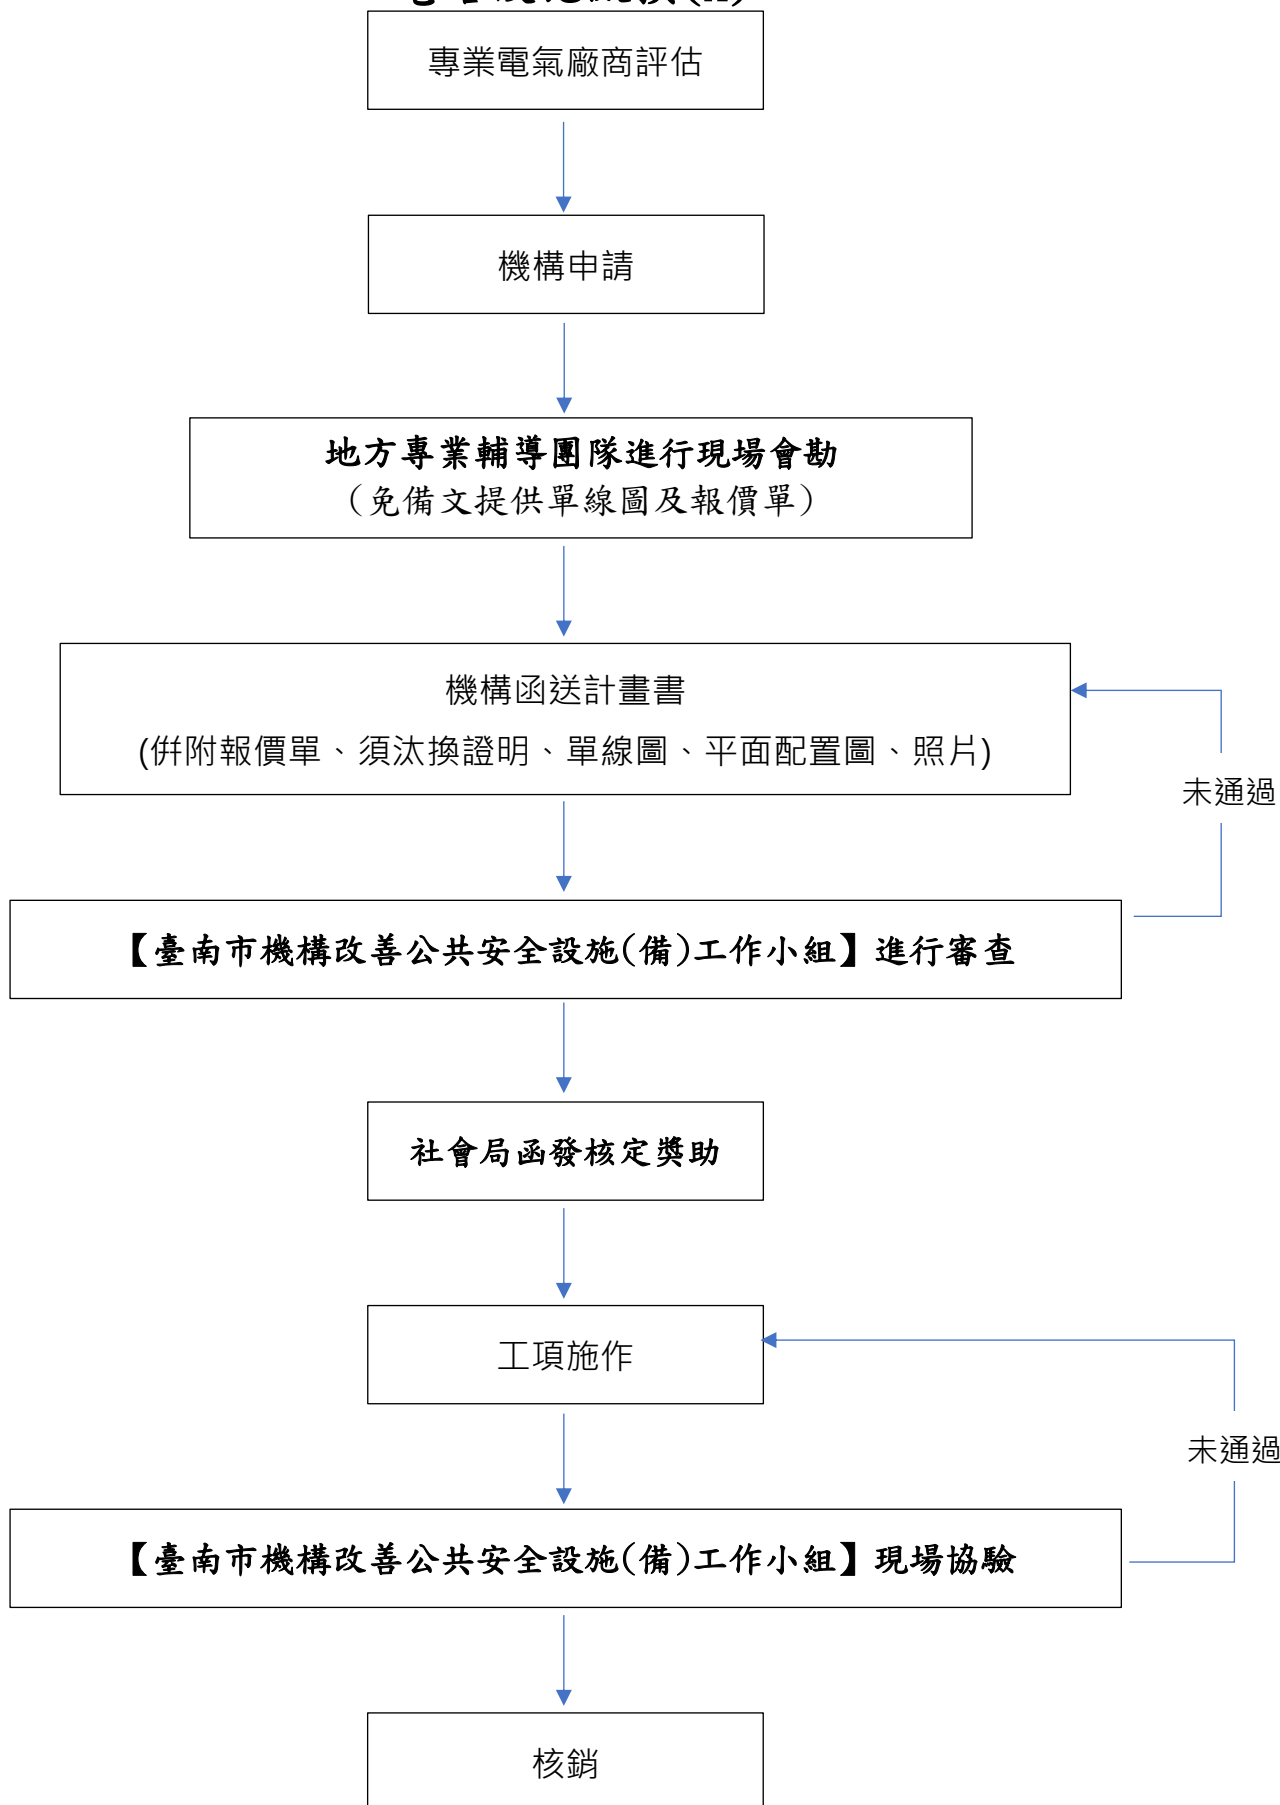 專業電氣廠商評估
機構申請
地方專業輔導團隊進行現場會勘
（免備文提供單線圖及報價單）
機構函送計畫書
(併附報價單、須汰換證明、單線圖、平面配置圖、照片)
未通過
【臺南市機構改善公共安全設施(備)工作小組】進行審查
社會局函發核定獎助
工項施作
未通過
【臺南市機構改善公共安全設施(備)工作小組】現場協驗
核銷